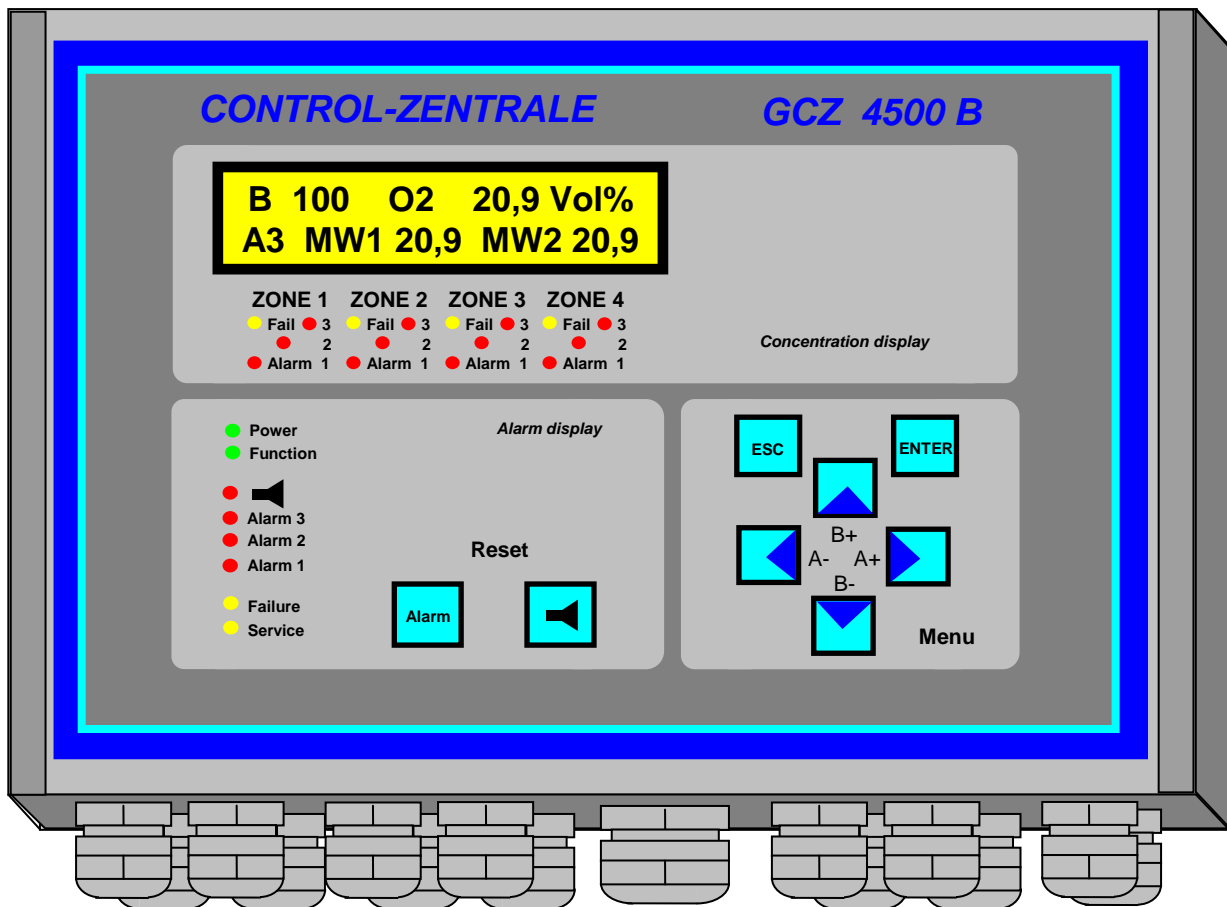 CONTROL-ZENTRALE GCZ 4500 B
B 100 O2 20,9 Vol%
A3 MW1 20,9 MW2 20,9
ZONE 1 ZONE 2 ZONE 3 ZONE 4
Fail 3 Fail 3 Fail 3 Fail 3
2 2 2 2
Alarm 1 Alarm 1 Alarm 1 Alarm 1
Concentration display
Power
Function
Alarm 3
Alarm 2
Alarm 1
Failure
Service
Alarm display
Reset
Alarm
ESC
ENTER
B+
A- A+
B-
Menu